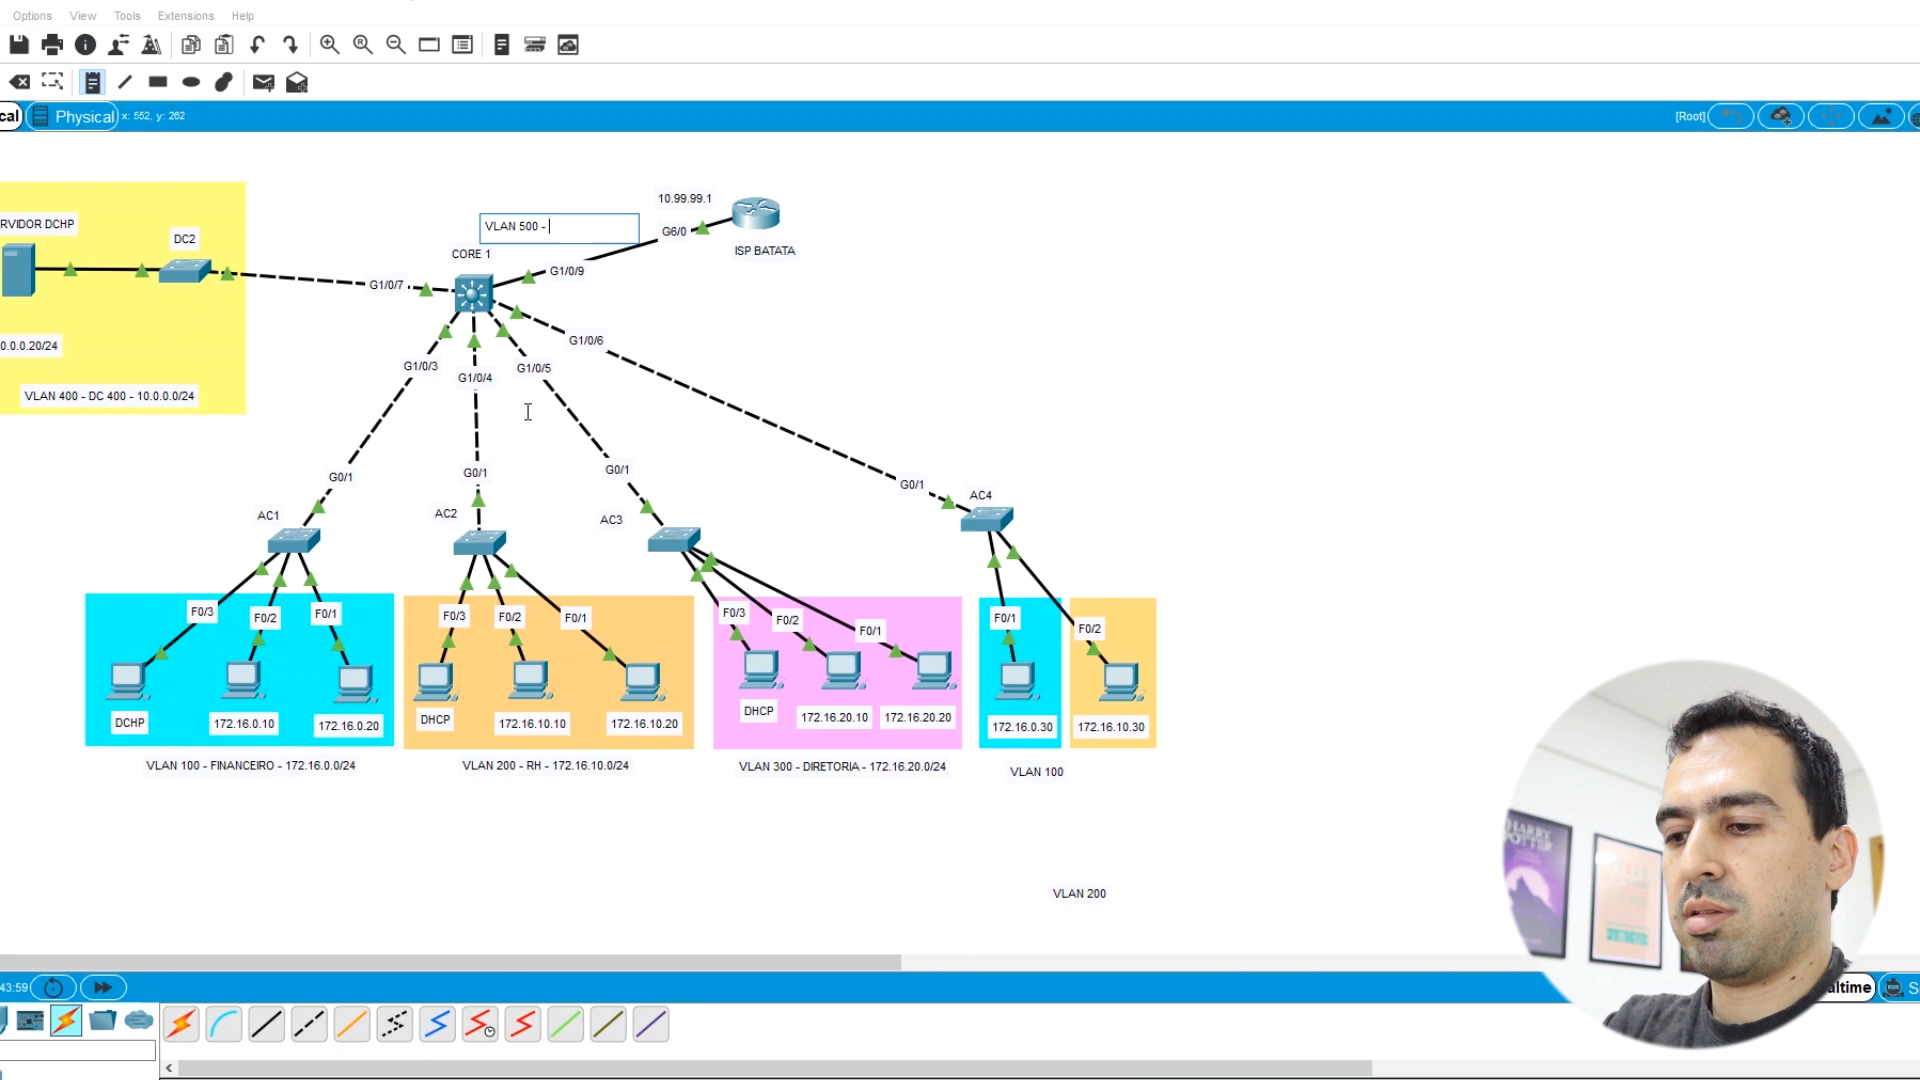 Options View Tools Extensions Help
Physical x: 552, y: 262
[Root]
RVIDOR DCHP
DC2
0.0.0.20/24
VLAN 400 - DC 400 - 10.0.0.0/24
VLAN 500 -
CORE 1
10.99.99.1
G6/0
ISP BATATA
G1/0/9
G1/0/7
G1/0/6
G1/0/3
G1/0/4
G1/0/5
G0/1
G0/1
G0/1
G0/1
AC1
AC2
AC3
AC4
F0/3
F0/2
F0/1
F0/3
F0/2
F0/1
F0/3
F0/2
F0/1
F0/1
F0/2
DCHP
172.16.0.10
172.16.0.20
DHCP
172.16.10.10
172.16.10.20
DHCP
172.16.20.10
172.16.20.20
172.16.0.30
172.16.10.30
VLAN 100 - FINANCEIRO - 172.16.0.0/24
VLAN 200 - RH - 172.16.10.0/24
VLAN 300 - DIRETORIA - 172.16.20.0/24
VLAN 100
VLAN 200
HARRY POTTER
43:59
altime
S